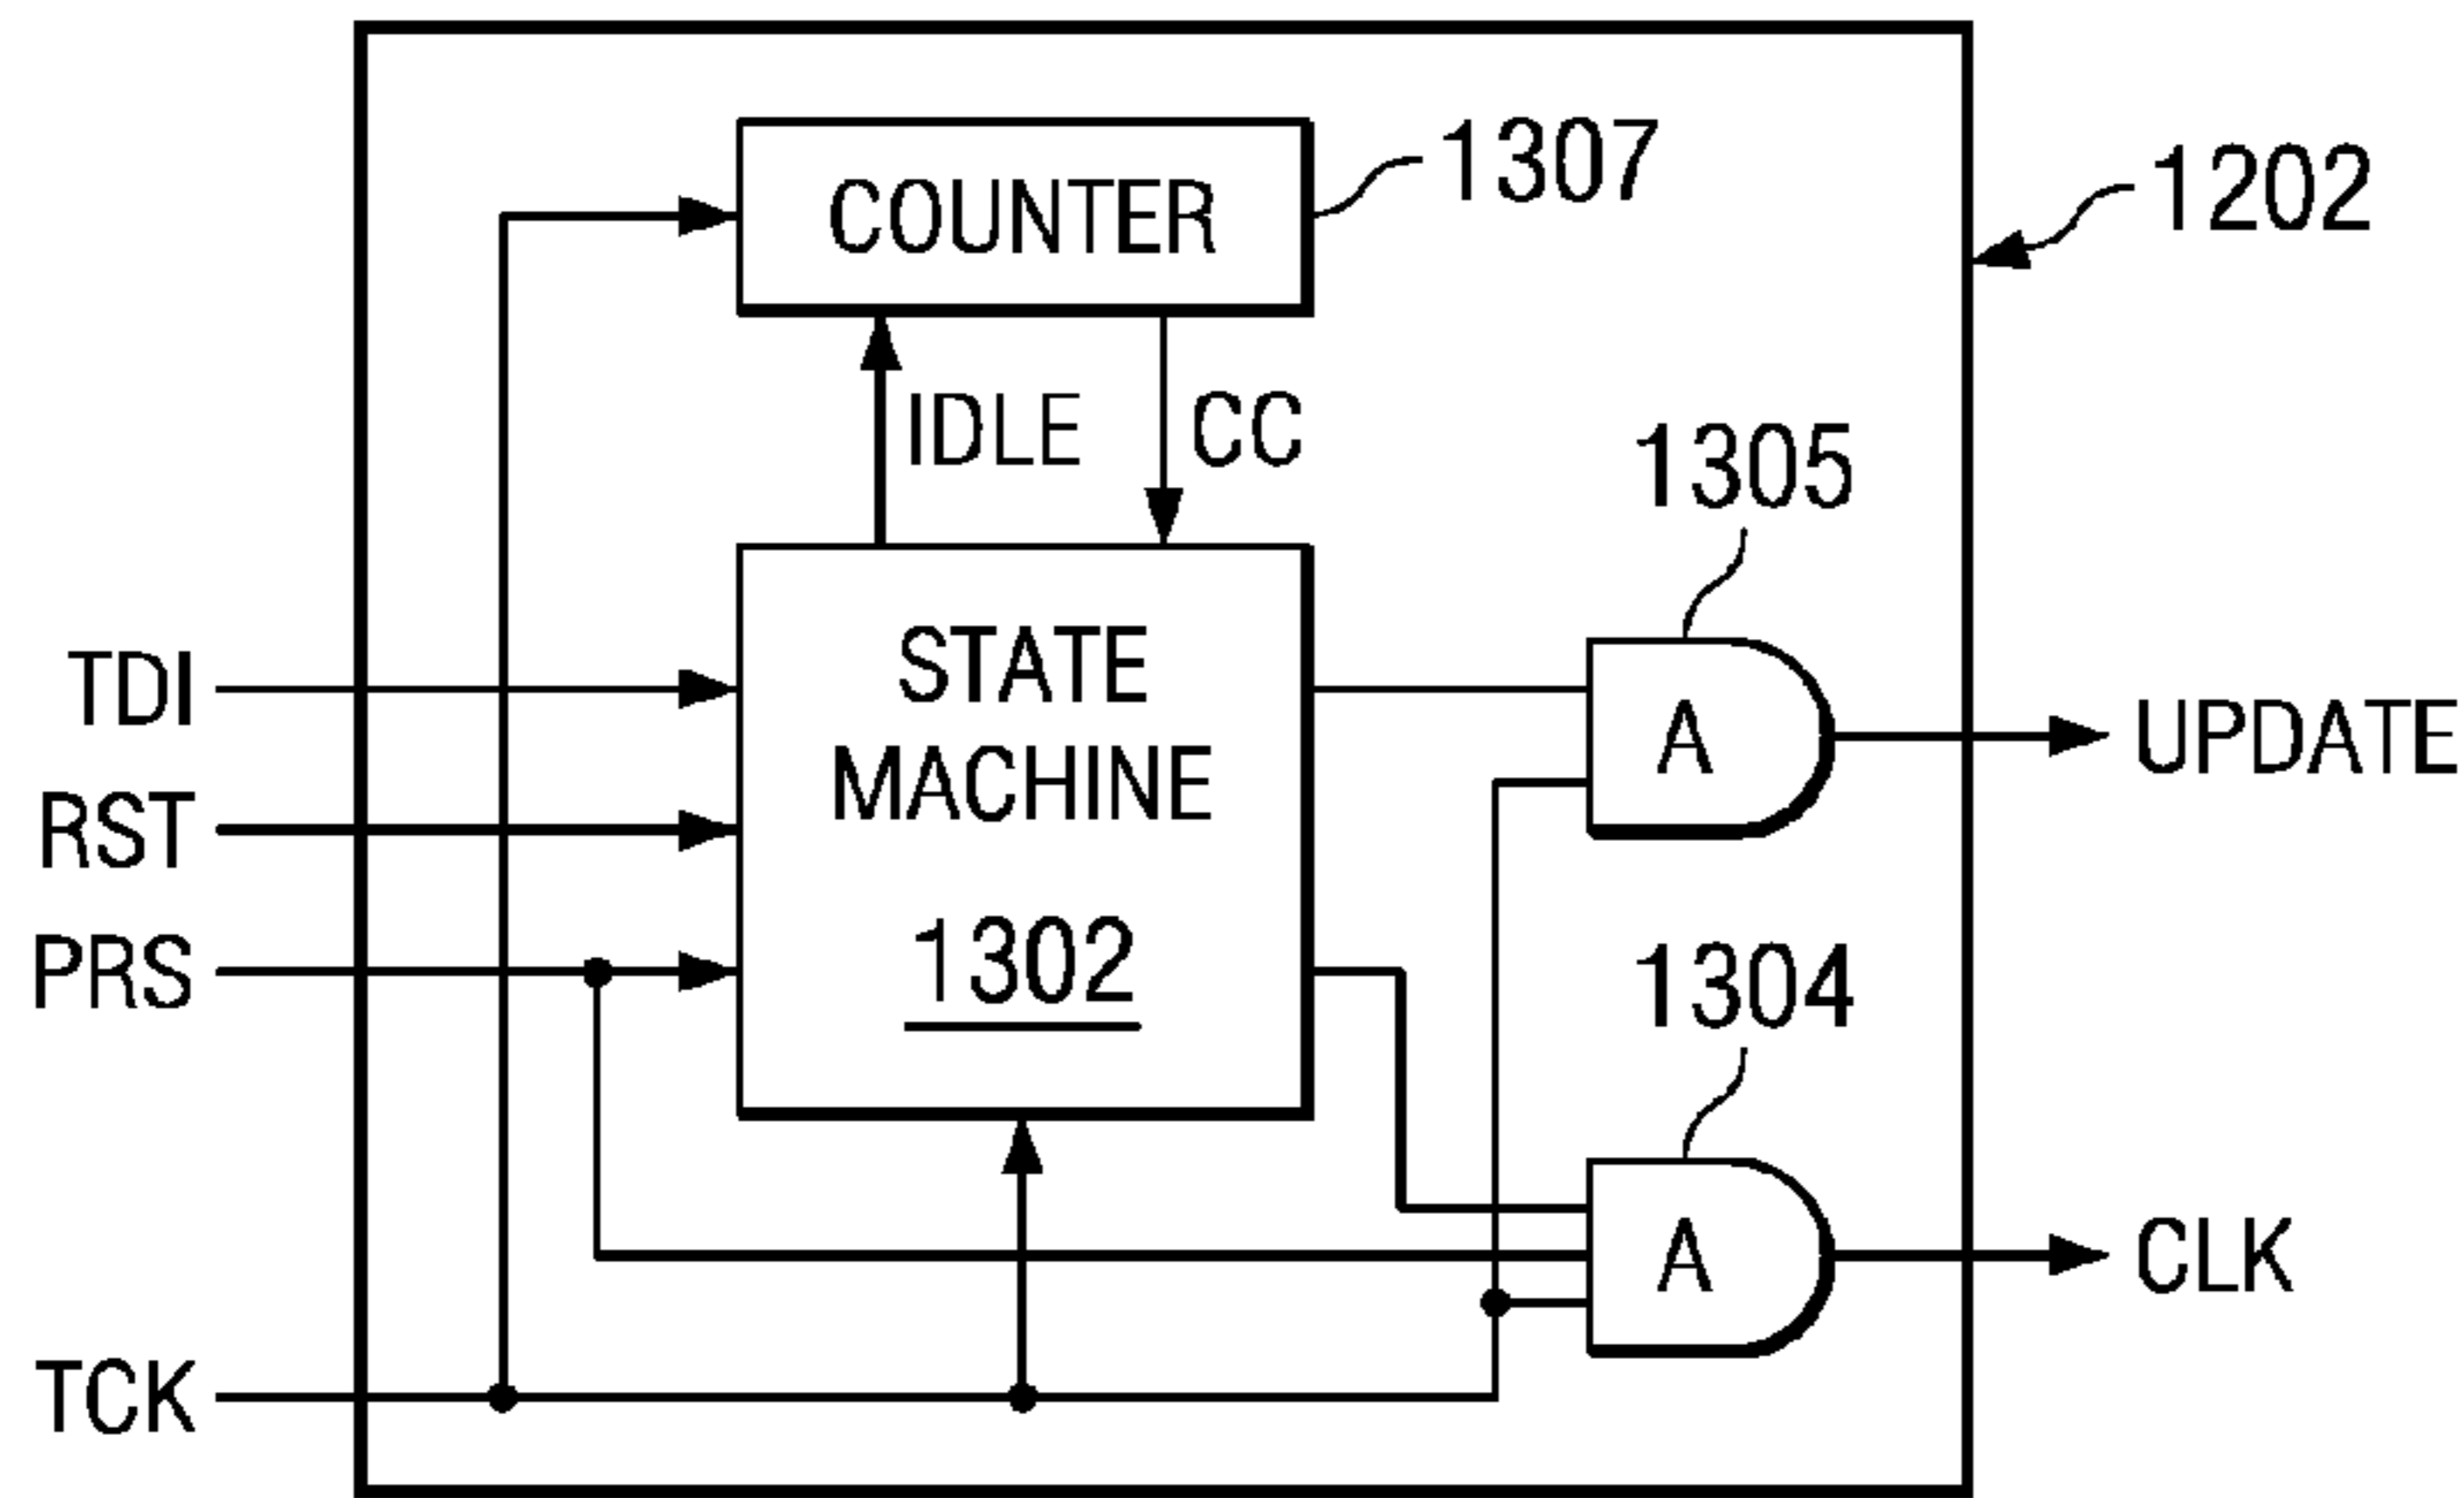 COUNTER
1307
1202
IDLE
CC
1305
TDI
STATE
MACHINE
1302
A
UPDATE
RST
PRS
1304
A
CLK
TCK